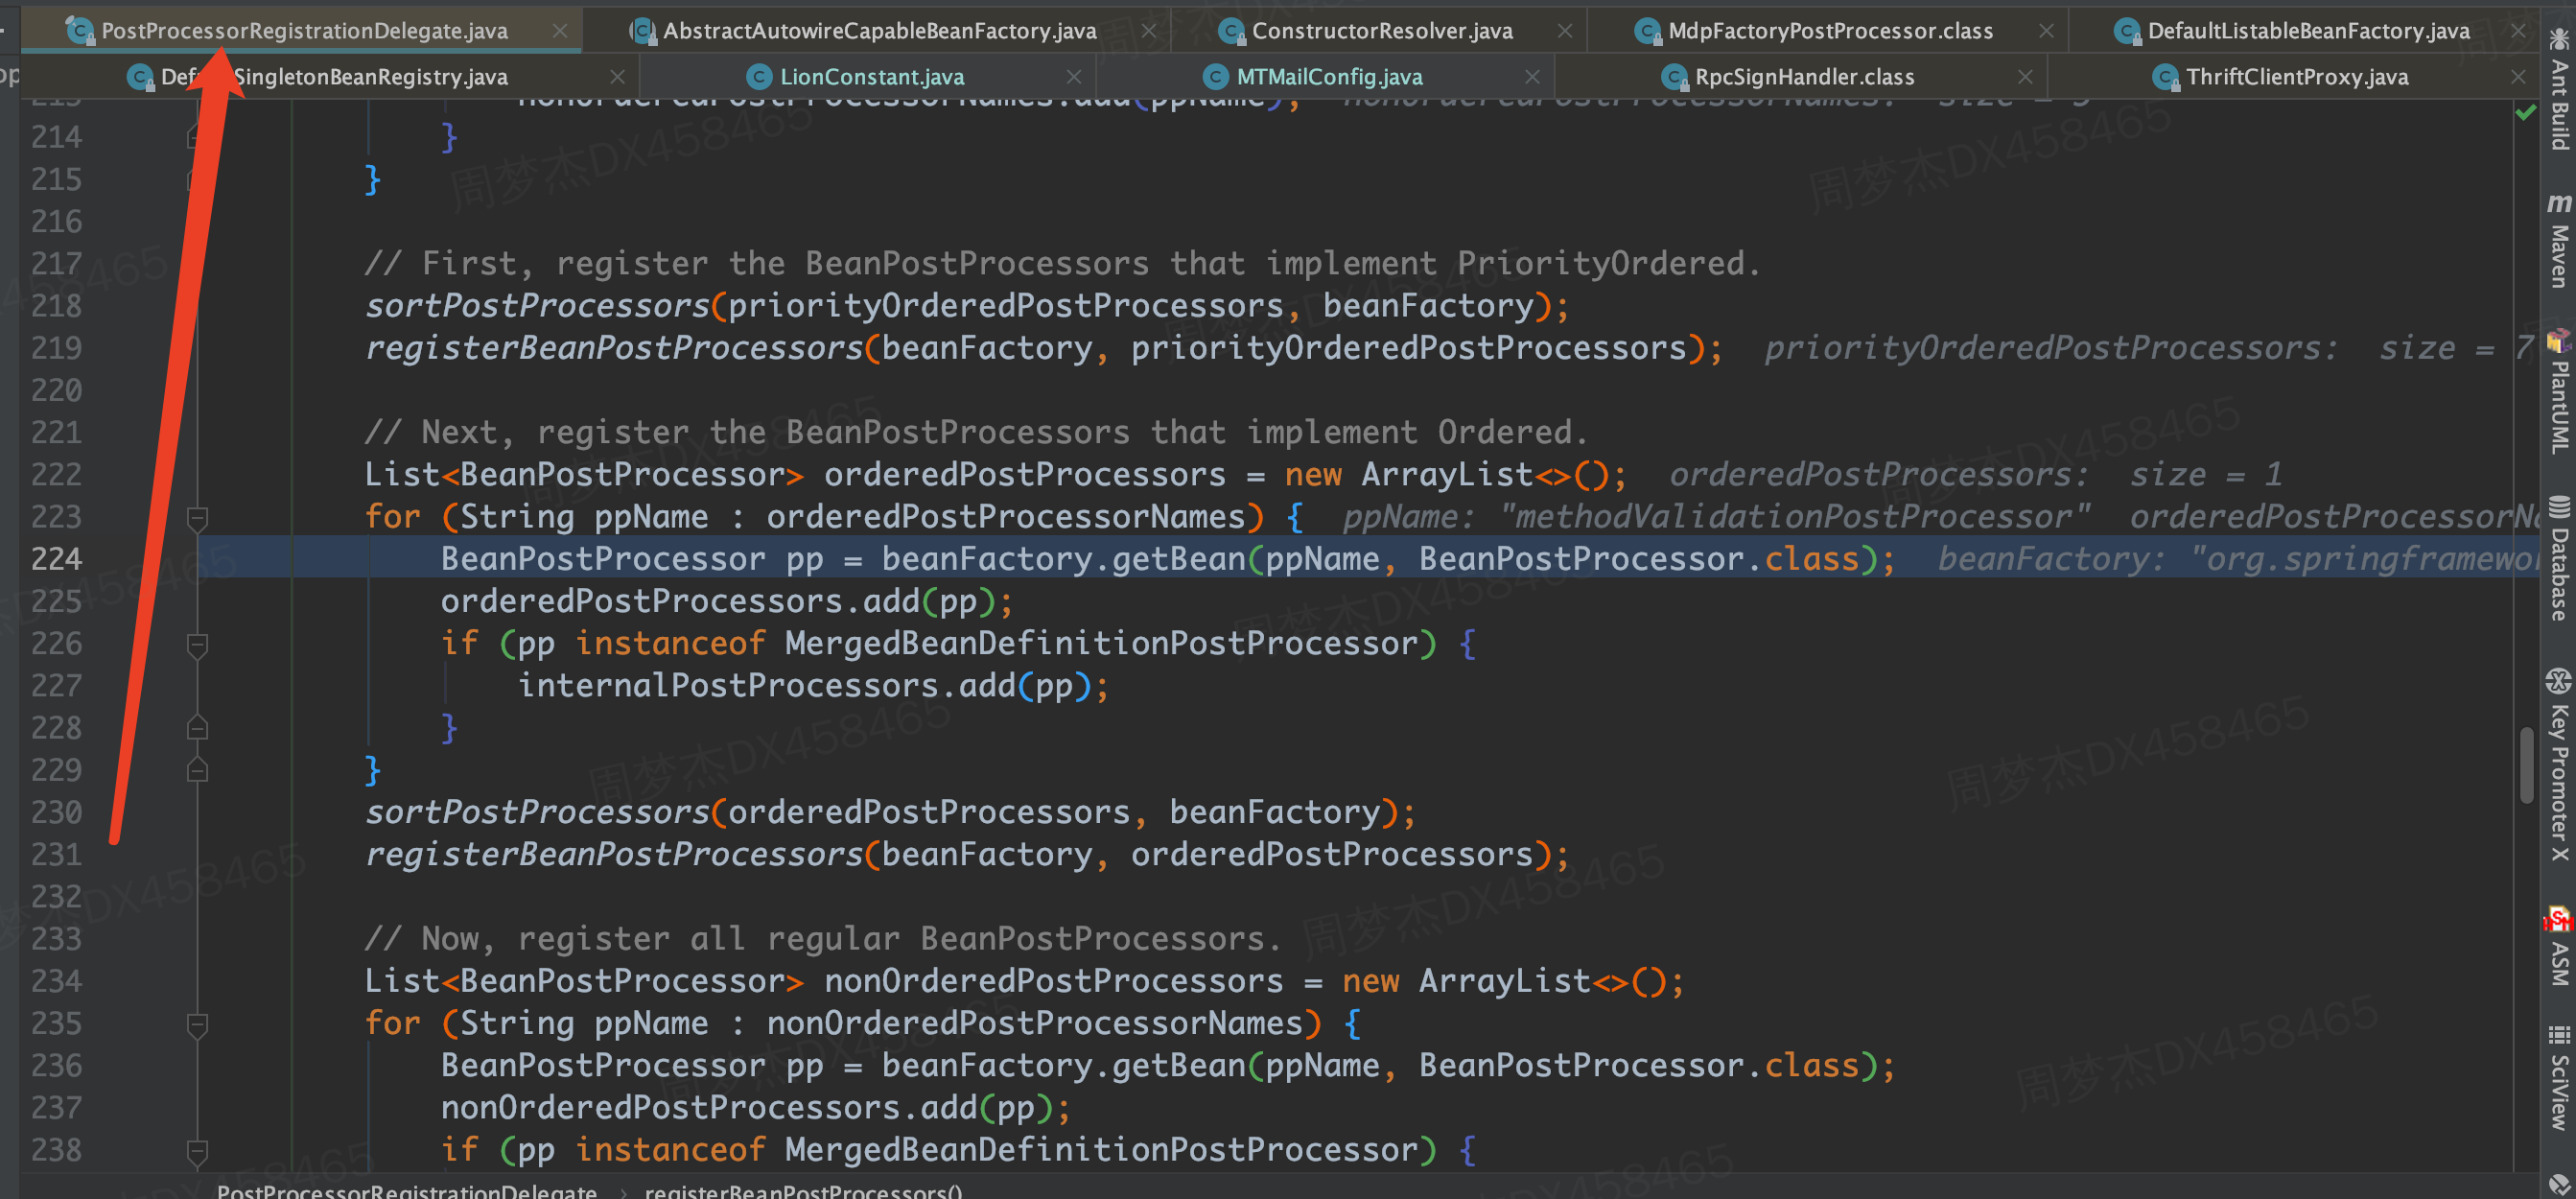 PostProcessorRegistrationDelegate.java
AbstractAutowireCapableBeanFactory.java
ConstructorResolver.java
MdpFactoryPostProcessor.class
DefaultListableBeanFactory.java
SingletonBeanRegistry.java
LionConstant.java
MTMailConfig.java
RpcSignHandler.class
ThriftClientProxy.java
214 }
215 }
216
217 // First, register the BeanPostProcessors that implement PriorityOrdered.
218 sortPostProcessors(priorityOrderedPostProcessors, beanFactory);
219 registerBeanPostProcessors(beanFactory, priorityOrderedPostProcessors); priorityOrderedPostProcessors: size = 7
220
221 // Next, register the BeanPostProcessors that implement Ordered.
222 List<BeanPostProcessor> orderedPostProcessors = new ArrayList<>(); orderedPostProcessors: size = 1
223 for (String ppName : orderedPostProcessorNames) { ppName: "methodValidationPostProcessor" orderedPostProcessorNa
224 BeanPostProcessor pp = beanFactory.getBean(ppName, BeanPostProcessor.class); beanFactory: "org.springframewor
225 orderedPostProcessors.add(pp);
226 if (pp instanceof MergedBeanDefinitionPostProcessor) {
227 internalPostProcessors.add(pp);
228 }
229 }
230 sortPostProcessors(orderedPostProcessors, beanFactory);
231 registerBeanPostProcessors(beanFactory, orderedPostProcessors);
232
233 // Now, register all regular BeanPostProcessors.
234 List<BeanPostProcessor> nonOrderedPostProcessors = new ArrayList<>();
235 for (String ppName : nonOrderedPostProcessorNames) {
236 BeanPostProcessor pp = beanFactory.getBean(ppName, BeanPostProcessor.class);
237 nonOrderedPostProcessors.add(pp);
238 if (pp instanceof MergedBeanDefinitionPostProcessor) {
PostProcessorRegistrationDelegate › registerBeanPostProcessors()
Ant Build
Maven
PlantUML
Database
Key Promoter X
ASM
SciView
周梦杰DX458465